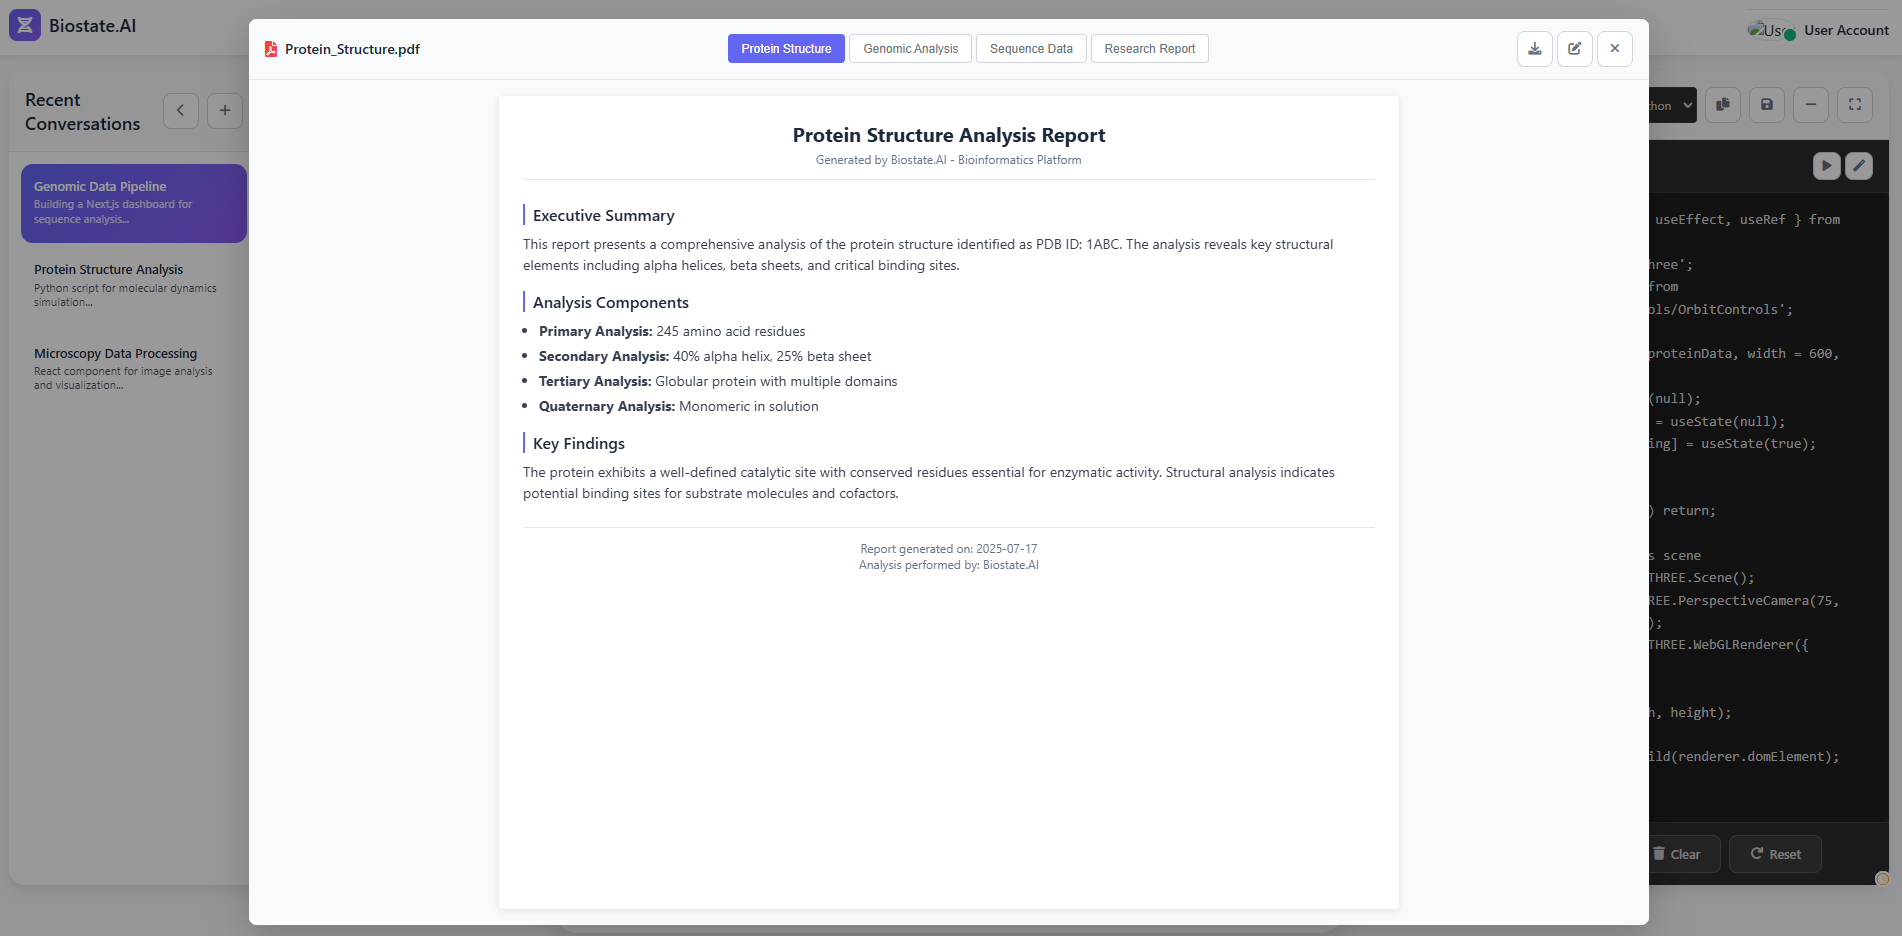 Biostate.AI
User Account
Recent
Conversations
Genomic Data Pipeline
Building a Next.js dashboard for
sequence analysis...
Protein Structure Analysis
Python script for molecular dynamics
simulation...
Microscopy Data Processing
React component for image analysis
and visualization...
Protein_Structure.pdf
Protein Structure
Genomic Analysis
Sequence Data
Research Report
Protein Structure Analysis Report
Generated by Biostate.AI - Bioinformatics Platform
Executive Summary
This report presents a comprehensive analysis of the protein structure identified as PDB ID: 1ABC. The analysis reveals key structural
elements including alpha helices, beta sheets, and critical binding sites.
Analysis Components
• Primary Analysis: 245 amino acid residues
• Secondary Analysis: 40% alpha helix, 25% beta sheet
• Tertiary Analysis: Globular protein with multiple domains
• Quaternary Analysis: Monomeric in solution
Key Findings
The protein exhibits a well-defined catalytic site with conserved residues essential for enzymatic activity. Structural analysis indicates
potential binding sites for substrate molecules and cofactors.
Report generated on: 2025-07-17
Analysis performed by: Biostate.AI
hon
useEffect, useRef } from
hree';
from
ols/OrbitControls';
proteinData, width = 600,
(null);
= useState(null);
ing] = useState(true);
) return;
s scene
THREE.Scene();
REE.PerspectiveCamera(75,
);
THREE.WebGLRenderer({
h, height);
ild(renderer.domElement);
Clear
Reset